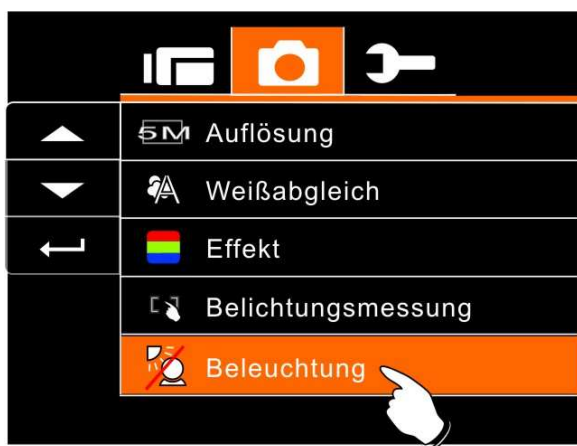 5M Auflösung
Weißabgleich
Effekt
Belichtungsmessung
Beleuchtung